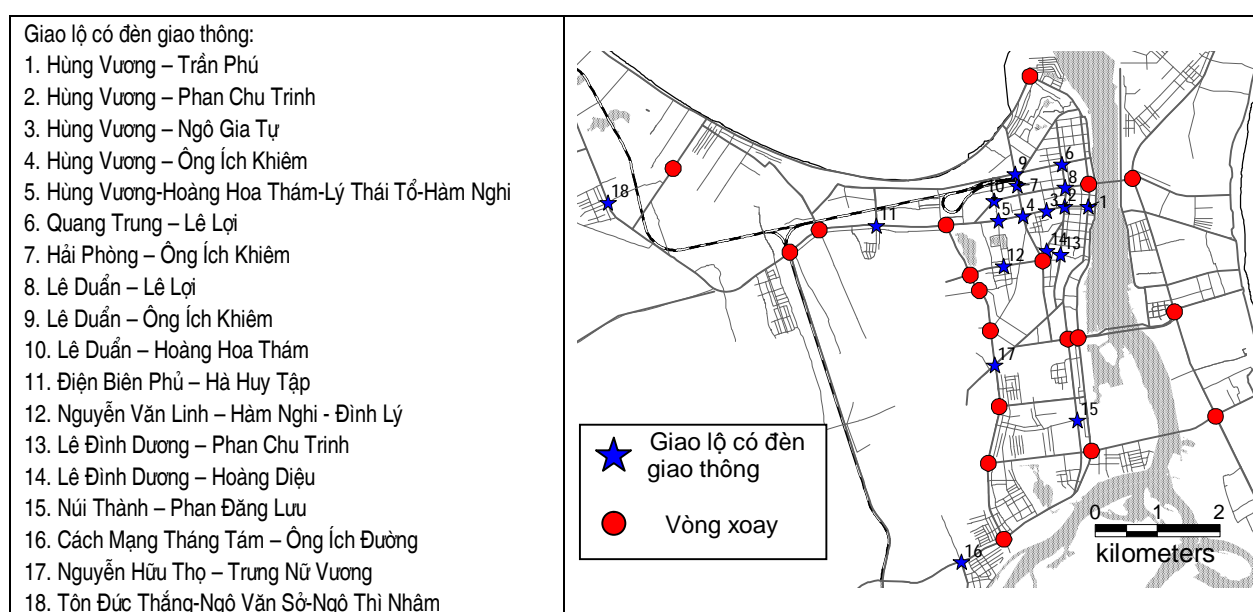 Giao lộ có đèn giao thông:
1. Hùng Vương – Trần Phú
2. Hùng Vương – Phan Chu Trinh
3. Hùng Vương – Ngô Gia Tự
4. Hùng Vương – Ông Ích Khiêm
5. Hùng Vương-Hoàng Hoa Thám-Lý Thái Tổ-Hàm Nghi
6. Quang Trung – Lê Lợi
7. Hải Phòng – Ông Ích Khiêm
8. Lê Duẩn – Lê Lợi
9. Lê Duẩn – Ông Ích Khiêm
10. Lê Duẩn – Hoàng Hoa Thám
11. Điện Biên Phủ – Hà Huy Tập
12. Nguyễn Văn Linh – Hàm Nghi - Đình Lý
13. Lê Đình Dương – Phan Chu Trinh
14. Lê Đình Dương – Hoàng Diệu
15. Núi Thành – Phan Đăng Lưu
16. Cách Mạng Tháng Tám – Ông Ích Đường
17. Nguyễn Hữu Thọ – Trưng Nữ Vương
18. Tôn Đức Thắng-Ngô Văn Sở-Ngô Thì Nhậm
6
9
7
8
10
18
5
4
3
2
1
11
14
13
12
17
15
16
Giao lộ có đèn
giao thông
Vòng xoay
0 1 2
kilometers